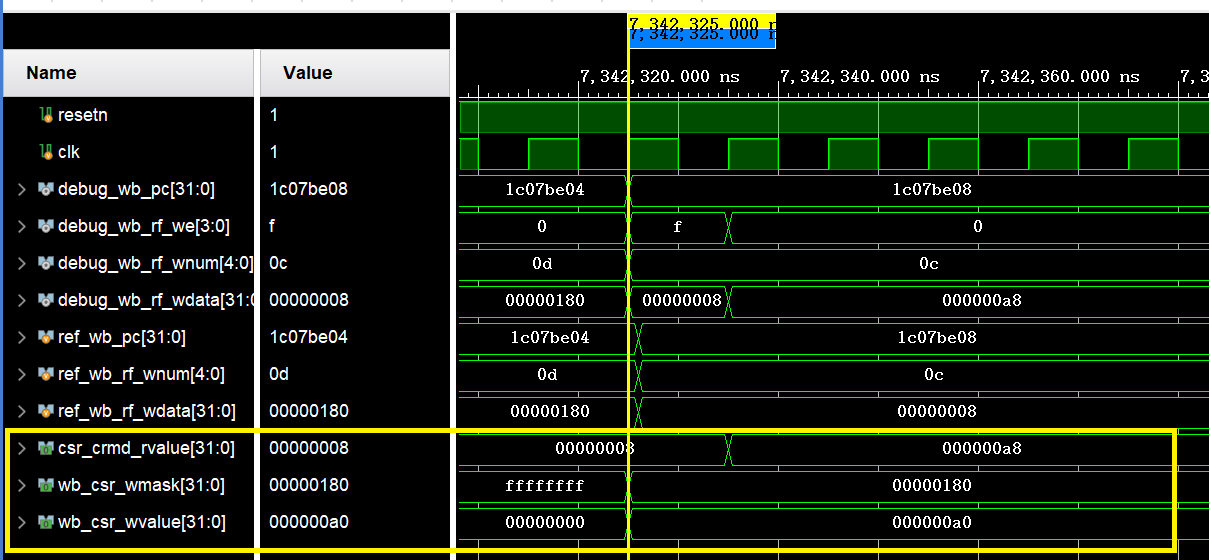 7,342,325.000 n
7,342,325.000 n
Name Value 7,342,320.000 ns 7,342,340.000 ns 7,342,360.000 ns 7,3
resetn 1
clk 1
debug_wb_pc[31:0] 1c07be08 1c07be04 1c07be08
debug_wb_rf_we[3:0] f 0 f 0
debug_wb_rf_wnum[4:0] 0c 0d 0c
debug_wb_rf_wdata[31:0 00000008 00000180 00000008 000000a8
ref_wb_pc[31:0] 1c07be04 1c07be04 1c07be08
ref_wb_rf_wnum[4:0] 0d 0d 0c
ref_wb_rf_wdata[31:0] 00000180 00000180 00000008
csr_crmd_rvalue[31:0] 00000008 00000008 000000a8
wb_csr_wmask[31:0] 00000180 ffffffff 00000180
wb_csr_wvalue[31:0] 000000a0 00000000 000000a0